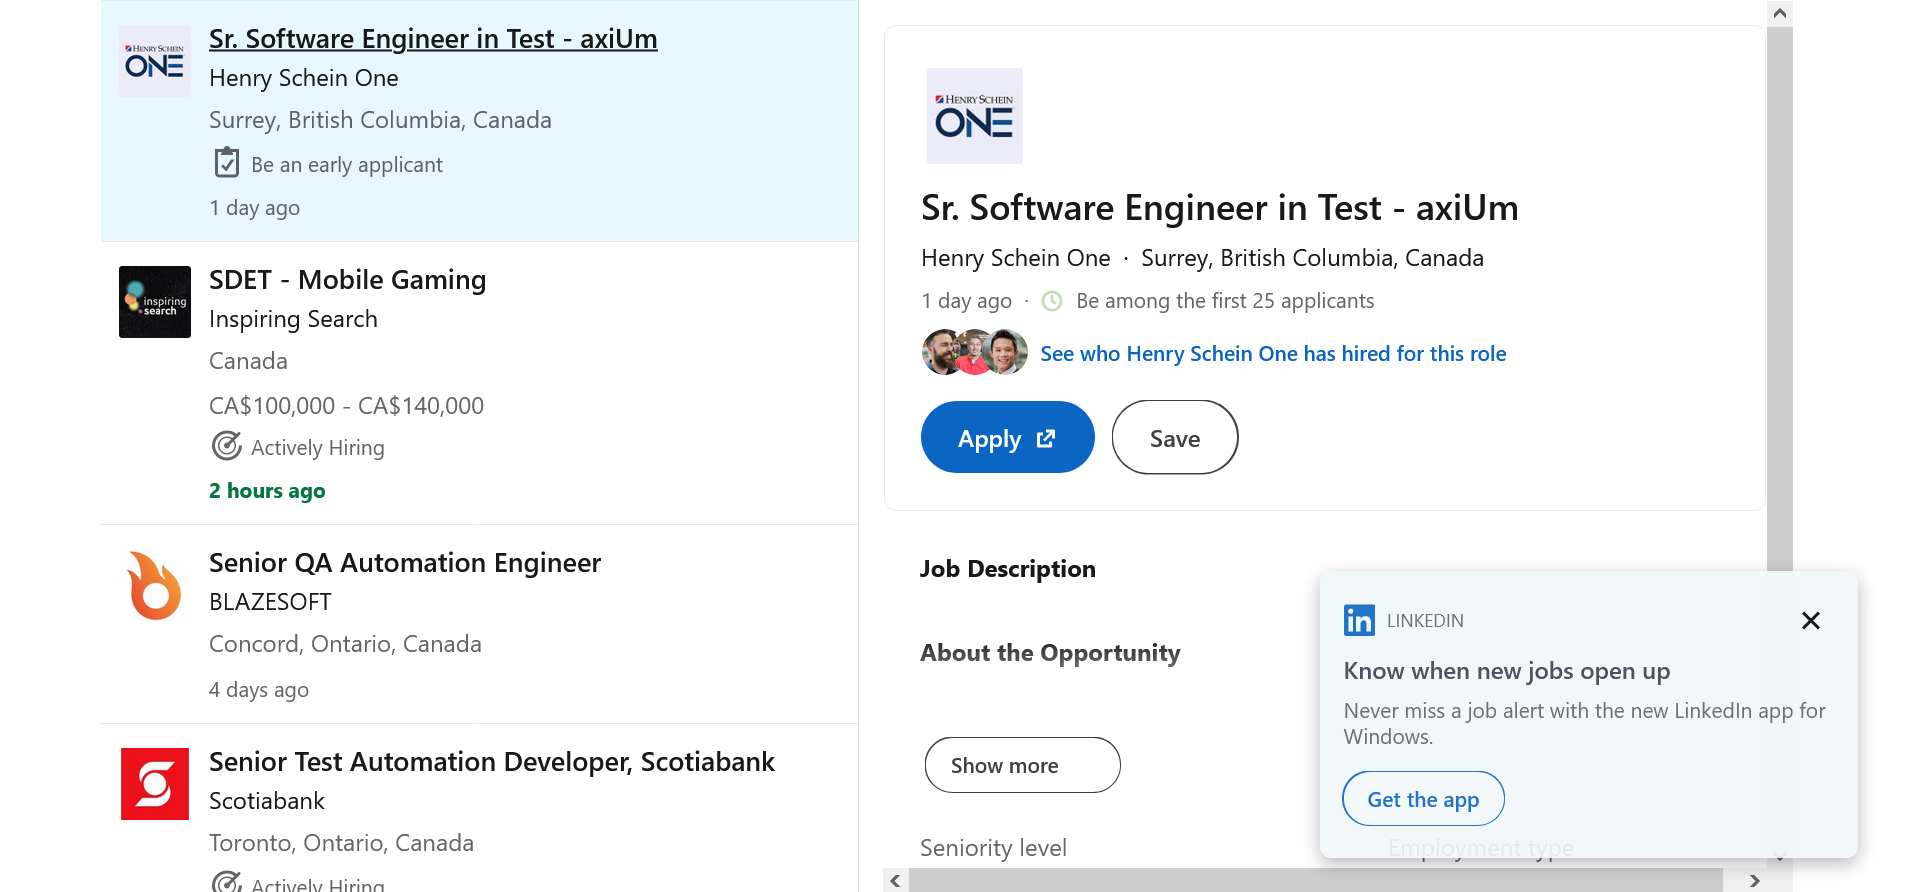 HENRY SCHEIN
ONE
Sr. Software Engineer in Test - axiUm
Henry Schein One
Surrey, British Columbia, Canada
Be an early applicant
1 day ago
inspiring
search
SDET - Mobile Gaming
Inspiring Search
Canada
CA$100,000 - CA$140,000
Actively Hiring
2 hours ago
Senior QA Automation Engineer
BLAZESOFT
Concord, Ontario, Canada
4 days ago
Senior Test Automation Developer, Scotiabank
Scotiabank
Toronto, Ontario, Canada
Actively Hiring
HENRY SCHEIN
ONE
Sr. Software Engineer in Test - axiUm
Henry Schein One · Surrey, British Columbia, Canada
1 day ago · Be among the first 25 applicants
See who Henry Schein One has hired for this role
Apply
Save
Job Description
About the Opportunity
Show more
Seniority level
Employment type
in LINKEDIN
Know when new jobs open up
Never miss a job alert with the new LinkedIn app for
Windows.
Get the app